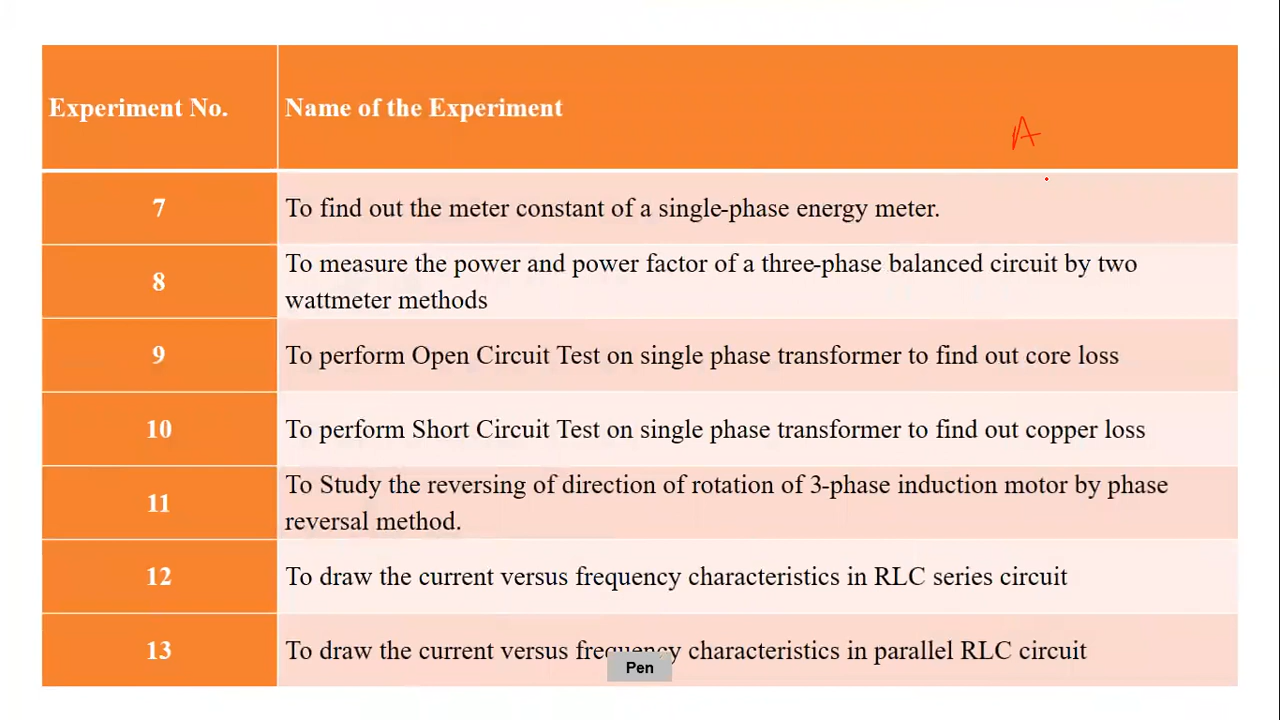 Experiment No. Name of the Experiment
A
7 To find out the meter constant of a single-phase energy meter.
8 To measure the power and power factor of a three-phase balanced circuit by two
wattmeter methods
9 To perform Open Circuit Test on single phase transformer to find out core loss
10 To perform Short Circuit Test on single phase transformer to find out copper loss
11 To Study the reversing of direction of rotation of 3-phase induction motor by phase
reversal method.
12 To draw the current versus frequency characteristics in RLC series circuit
13 To draw the current versus frequency characteristics in parallel RLC circuit
Pen